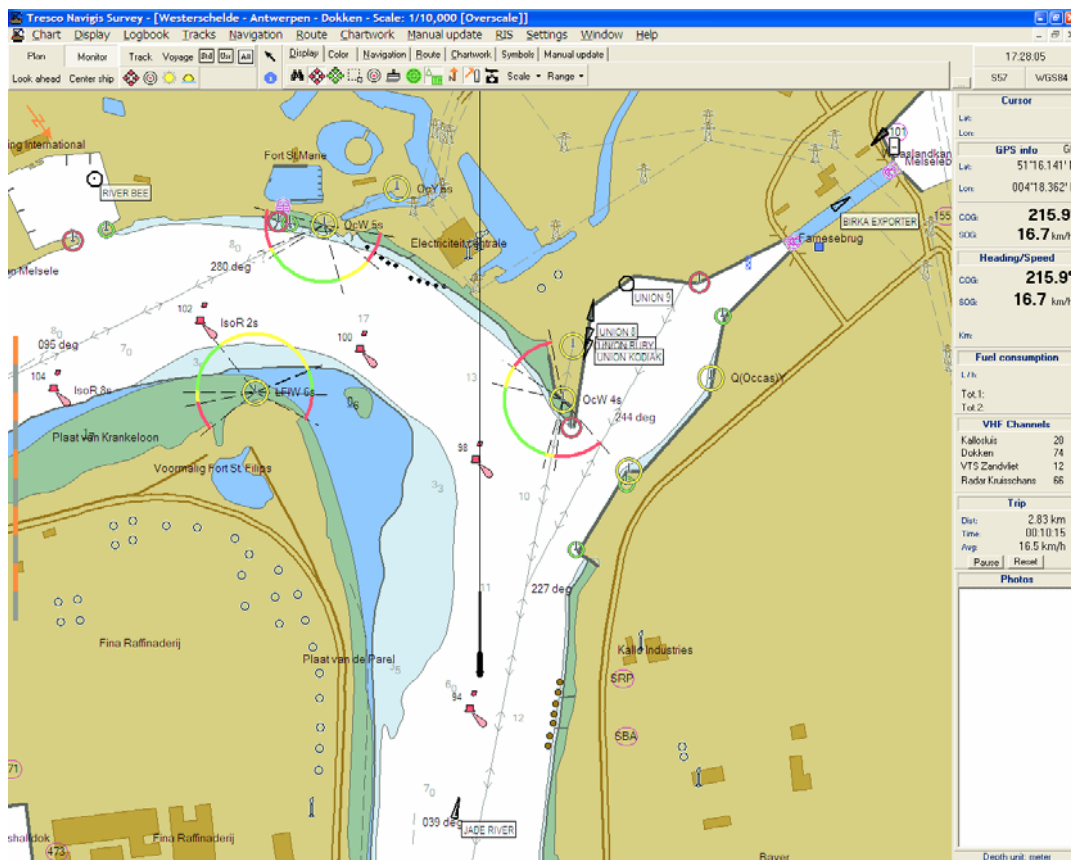 Tresco Navigis Survey - [Westerschelde - Antwerpen - Dokken - Scale: 1/10,000 [Overscale]]
Chart Display Logbook Tracks Navigation Route Chartwork Manual update RIS Settings Window Help
Plan Monitor Track Voyage Std Usr All
Display Color Navigation Route Chartwork Symbols Manual update
Look ahead Center ship
Scale Range
17:28:05
S57 WGS84
Cursor
Lat:
Lon:
GPS info
Lat: 51°16.141'
Lon: 004°18.362'
COG: 215.9°
SOG: 16.7 km/h
Heading/Speed
COG: 215.9°
SOG: 16.7 km/h
Km:
Fuel consumption
L/h:
Tot.1:
Tot.2:
VHF Channels
Kallosluis 28
Dokken 74
VTS Zandvliet 12
Radar Kruisschans 66
Trip
Dist: 2.83 km
Time: 00:10:15
Avg: 16.5 km/h
Pause Reset
Photos
Depth unit: meter
ing International
Fort St.Marie
RIVER BEE
OcY 5s
OcW 5s
Electriciteit centrale
101
Melsele
155
BIRKA EXPORTER
Farnesebrug
280 deg
UNION 9
UNION 8
UNION RUBY
UNION KODIAK
102
IsoR 2s
17
100
095 deg
104
IsoR 8s
LFlW 6s
13
OcW 4s
244 deg
Q(Occas)Y
Plaat van Krankeloon
Voormalig Fort St. Filips
98
10
11
227 deg
Fina Raffinaderij
Plaat van de Parel
Kallo Industries
SRP
94
12
SBA
71
039 deg
JADE RIVER
shalldok
473
Fina Raffinaderij
Bayer